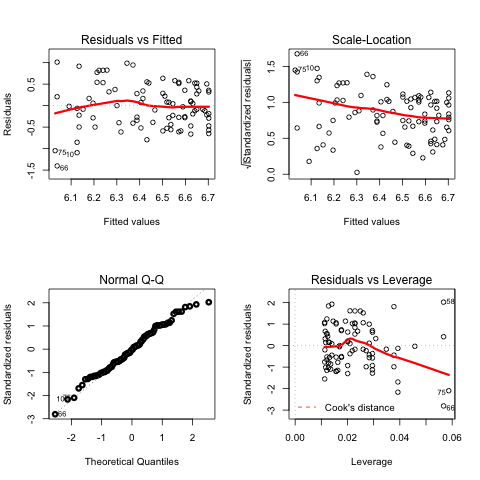 Residuals vs Fitted
Residuals
0.5
-0.5
-1.5
66
75
10
6.1 6.2 6.3 6.4 6.5 6.6 6.7
Fitted values
Scale-Location
√|Standardized residuals|
1.5
1.0
0.5
0.0
66
75
10
6.1 6.2 6.3 6.4 6.5 6.6 6.7
Fitted values
Normal Q-Q
Standardized residuals
2
1
0
-1
-2
-3
66
-2 -1 0 1 2
Theoretical Quantiles
Residuals vs Leverage
Standardized residuals
2
1
0
-1
-2
-3
58
75
66
Cook's distance
0.00 0.02 0.04 0.06
Leverage